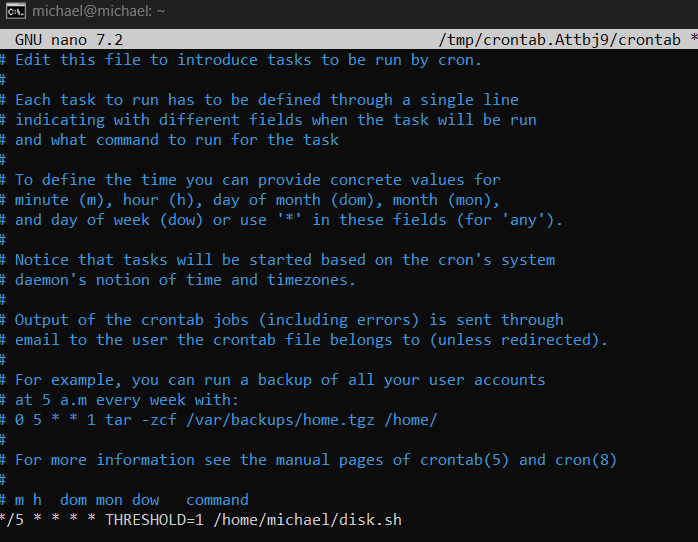 michael@michael: ~
GNU nano 7.2 /tmp/crontab.Attbj9/crontab *
# Edit this file to introduce tasks to be run by cron.
#
# Each task to run has to be defined through a single line
# indicating with different fields when the task will be run
# and what command to run for the task
#
# To define the time you can provide concrete values for
# minute (m), hour (h), day of month (dom), month (mon),
# and day of week (dow) or use '*' in these fields (for 'any').
#
# Notice that tasks will be started based on the cron's system
# daemon's notion of time and timezones.
#
# Output of the crontab jobs (including errors) is sent through
# email to the user the crontab file belongs to (unless redirected).
#
# For example, you can run a backup of all your user accounts
# at 5 a.m every week with:
# 0 5 * * 1 tar -zcf /var/backups/home.tgz /home/
#
# For more information see the manual pages of crontab(5) and cron(8)
#
# m h  dom mon dow   command
*/5 * * * * THRESHOLD=1 /home/michael/disk.sh